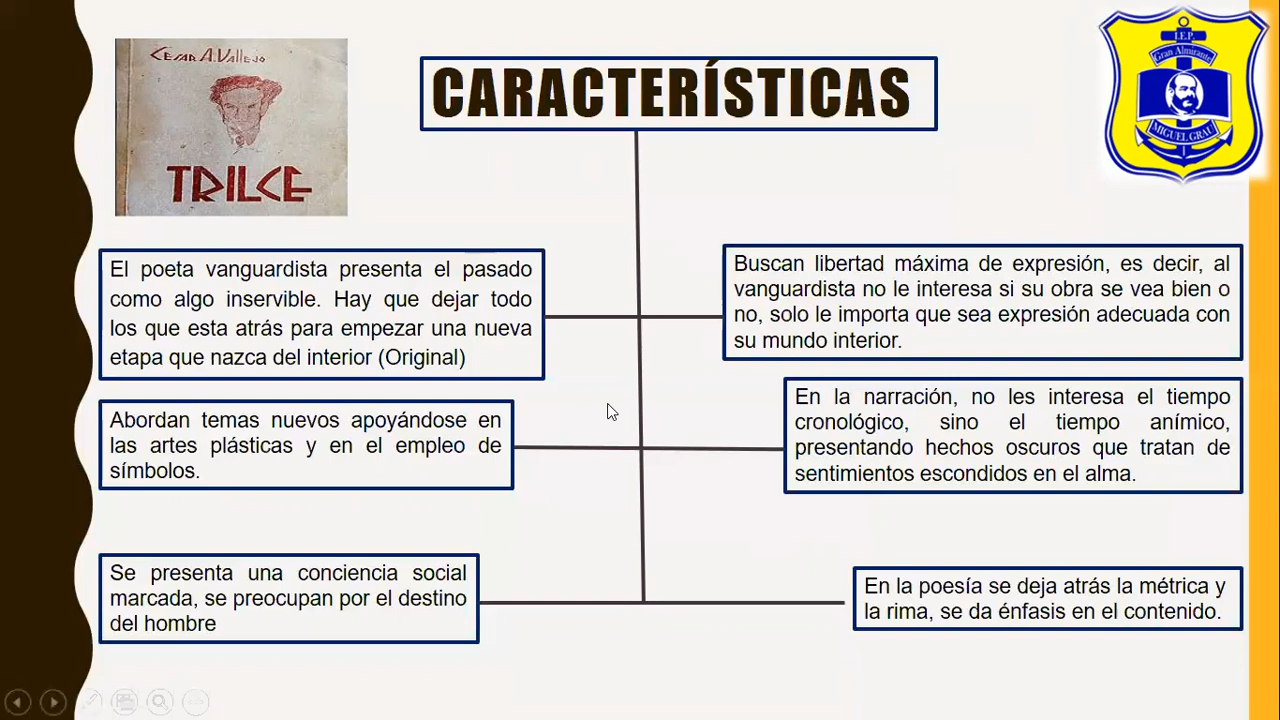 CÉSAR A. VALLEJO
TRILCE
CARACTERÍSTICAS
I.E.P.
Gran Almirante
MIGUEL GRAU
El poeta vanguardista presenta el pasado
como algo inservible. Hay que dejar todo
los que esta atrás para empezar una nueva
etapa que nazca del interior (Original)
Buscan libertad máxima de expresión, es decir, al
vanguardista no le interesa si su obra se vea bien o
no, solo le importa que sea expresión adecuada con
su mundo interior.
Abordan temas nuevos apoyándose en
las artes plásticas y en el empleo de
símbolos.
En la narración, no les interesa el tiempo
cronológico, sino el tiempo anímico,
presentando hechos oscuros que tratan de
sentimientos escondidos en el alma.
Se presenta una conciencia social
marcada, se preocupan por el destino
del hombre
En la poesía se deja atrás la métrica y
la rima, se da énfasis en el contenido.